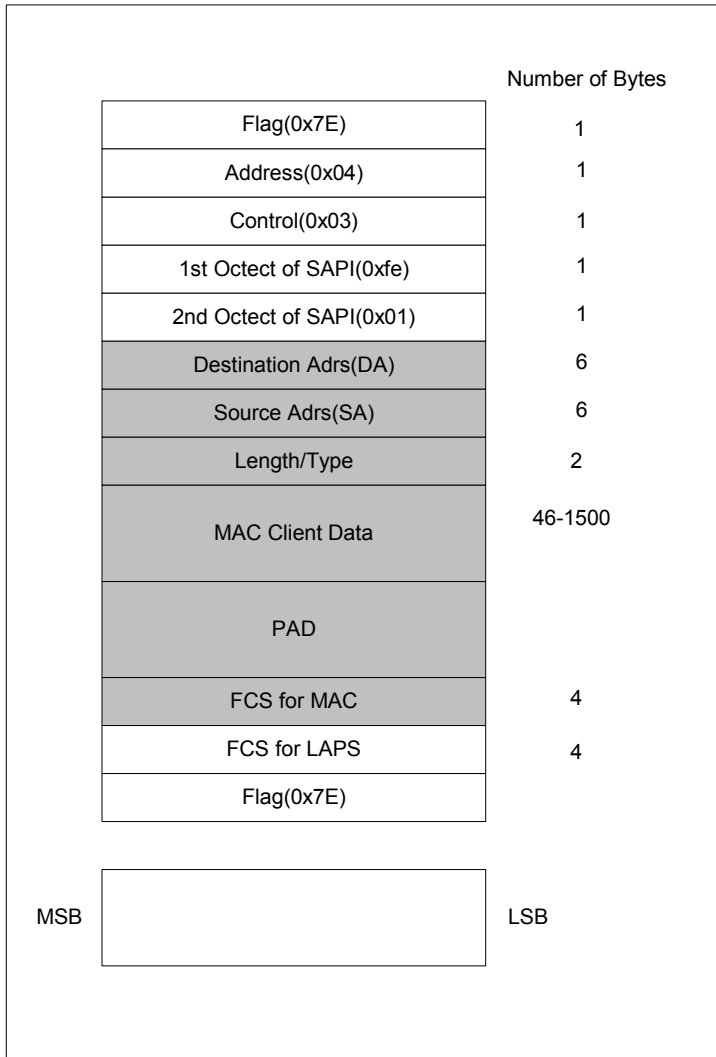 Number of Bytes
Flag(0x7E) 1
Address(0x04) 1
Control(0x03) 1
1st Octect of SAPI(0xfe) 1
2nd Octect of SAPI(0x01) 1
Destination Adrs(DA) 6
Source Adrs(SA) 6
Length/Type 2
MAC Client Data 46-1500
PAD
FCS for MAC 4
FCS for LAPS 4
Flag(0x7E)
MSB LSB